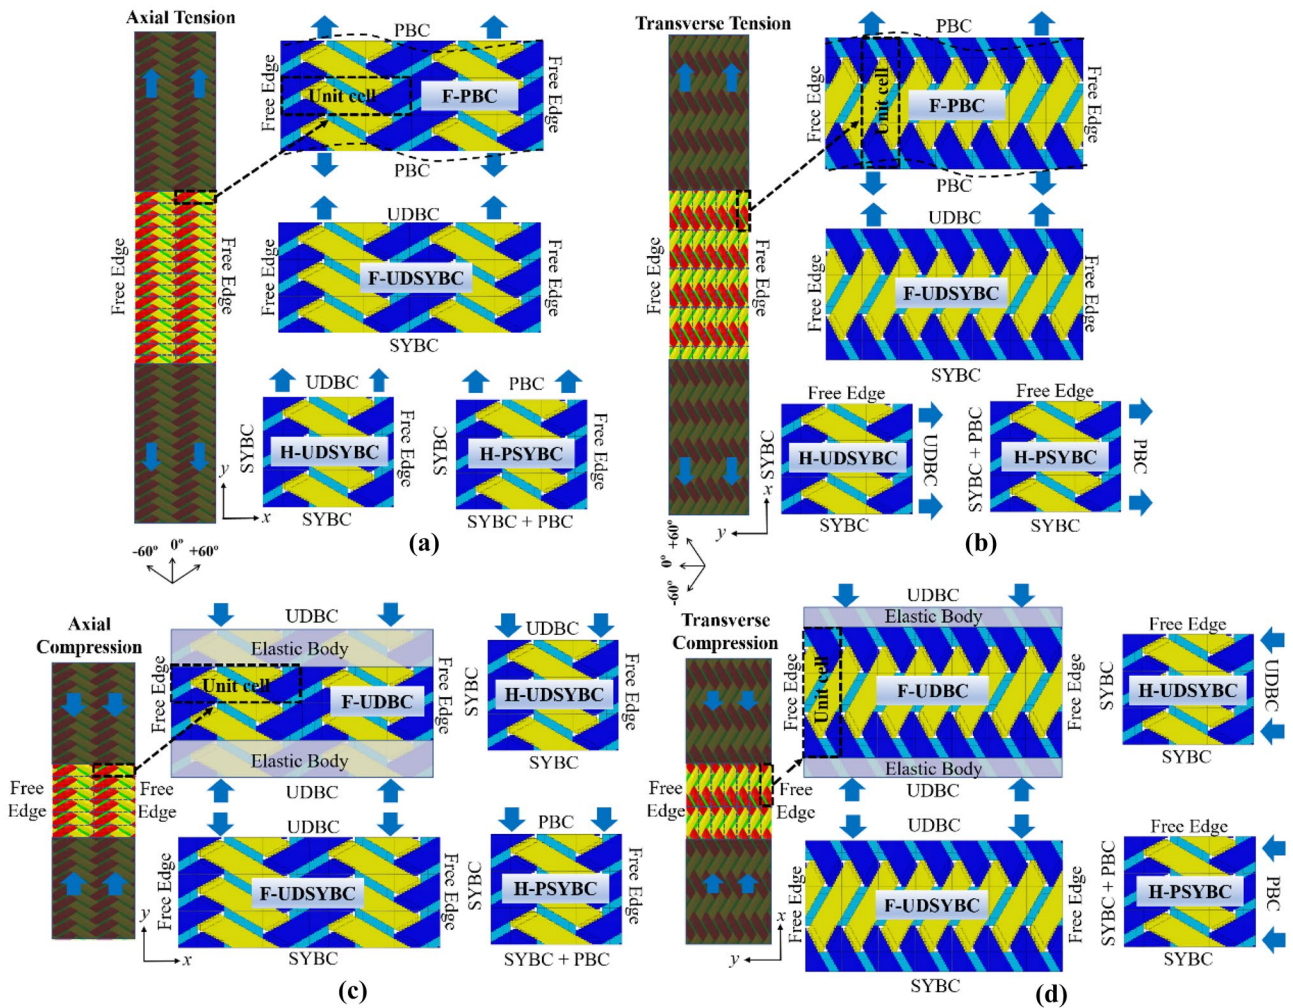 Axial Tension
PBC
Free Edge
Unit cell
F-PBC
Free Edge
PBC
Free Edge
Free Edge
UDBC
Free Edge
F-UDSYBC
Free Edge
SYBC
UDBC
SYBC
H-UDSYBC
Free Edge
SYBC
PBC
SYBC
H-PSYBC
Free Edge
SYBC + PBC
y
x
(a)
-60°
0°
+60°
Transverse Tension
PBC
Free Edge
Unit cell
F-PBC
Free Edge
PBC
Free
Edge
Free Edge
UDBC
Free Edge
F-UDSYBC
Free Edge
SYBC
Free Edge
SYBC
H-UDSYBC
UDBC
SYBC
Free Edge
SYBC + PBC
H-PSYBC
PBC
SYBC
x
y
(b)
+60°
0°
-60°
Axial
Compression
UDBC
Elastic Body
Free Edge
Unit cell
F-UDBC
Free Edge
Elastic Body
UDBC
Free
Edge
Free
Edge
UDBC
Free Edge
F-UDSYBC
Free Edge
SYBC
UDBC
SYBC
H-UDSYBC
Free Edge
SYBC
PBC
SYBC
H-PSYBC
Free Edge
SYBC + PBC
y
x
(c)
Transverse
Compression
UDBC
Elastic Body
Free Edge
Unit cell
F-UDBC
Free Edge
Elastic Body
UDBC
Free
Edge
Free
Edge
UDBC
Free Edge
F-UDSYBC
Free Edge
SYBC
Free Edge
SYBC
H-UDSYBC
UDBC
SYBC
Free Edge
SYBC + PBC
H-PSYBC
PBC
SYBC
x
y
(d)